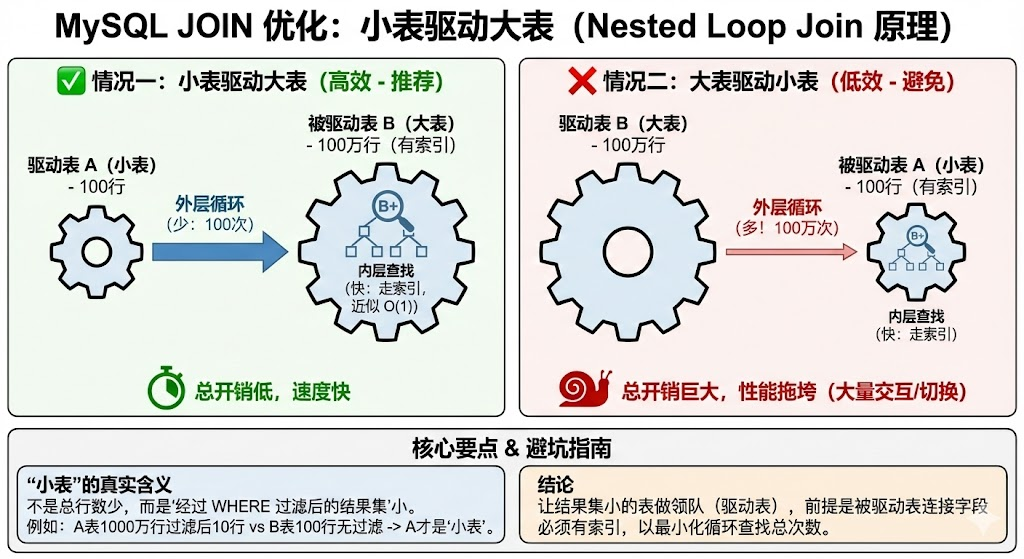 MySQL JOIN 优化：小表驱动大表（Nested Loop Join 原理）
情况一：小表驱动大表（高效 - 推荐）
驱动表 A（小表）
- 100行
外层循环
(少：100次)
被驱动表 B（大表）
- 100万行（有索引）
B+
内层查找
(快：走索引,
近似 O(1))
总开销低，速度快
情况二：大表驱动小表（低效 - 避免）
驱动表 B（大表）
- 100万行
外层循环
(多！100万次)
被驱动表 A（小表）
- 100行（有索引）
B+
内层查找
(快：走索引)
总开销巨大，性能拖垮（大量交互/切换）
核心要点 & 避坑指南
“小表”的真实含义
不是总行数少，而是‘经过 WHERE 过滤后的结果集’小。
例如：A表1000万行过滤后10行 vs B表100行无过滤 -> A才是‘小表’。
结论
让结果集小的表做领队（驱动表），前提是被驱动表连接字段
必须有索引，以最小化循环查找总次数。